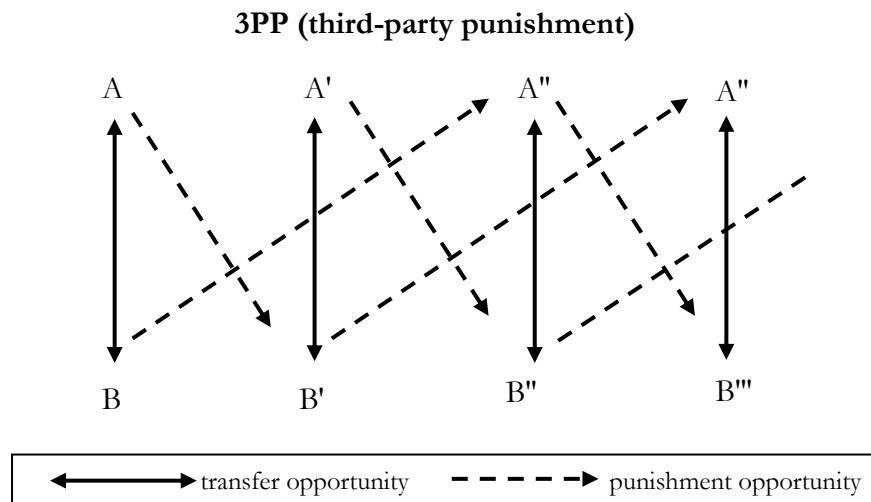 3PP (third-party punishment)
A A' A'' A''
B B' B'' B'''
transfer opportunity punishment opportunity